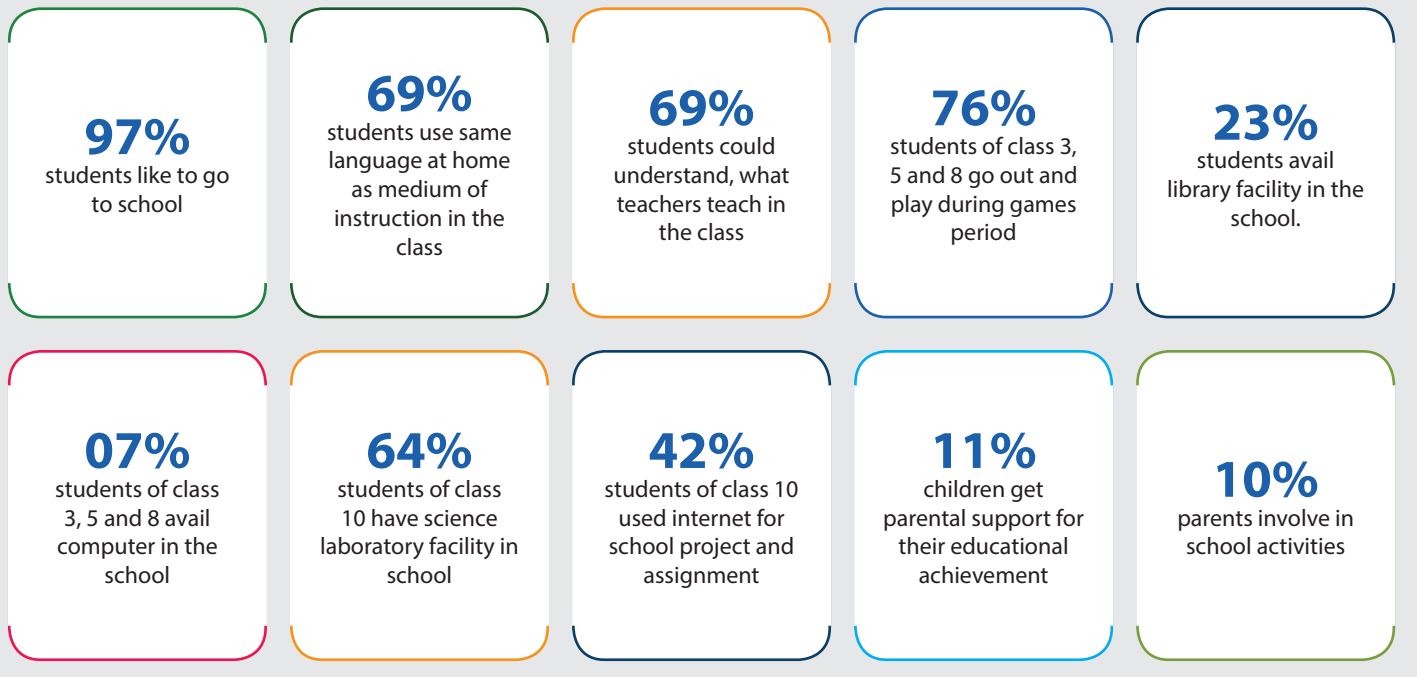 97%
students like to go
to school
69%
students use same
language at home
as medium of
instruction in the
class
69%
students could
understand, what
teachers teach in
the class
76%
students of class 3,
5 and 8 go out and
play during games
period
23%
students avail
library facility in the
school.
07%
students of class
3, 5 and 8 avail
computer in the
school
64%
students of class
10 have science
laboratory facility in
school
42%
students of class 10
used internet for
school project and
assignment
11%
children get
parental support for
their educational
achievement
10%
parents involve in
school activities